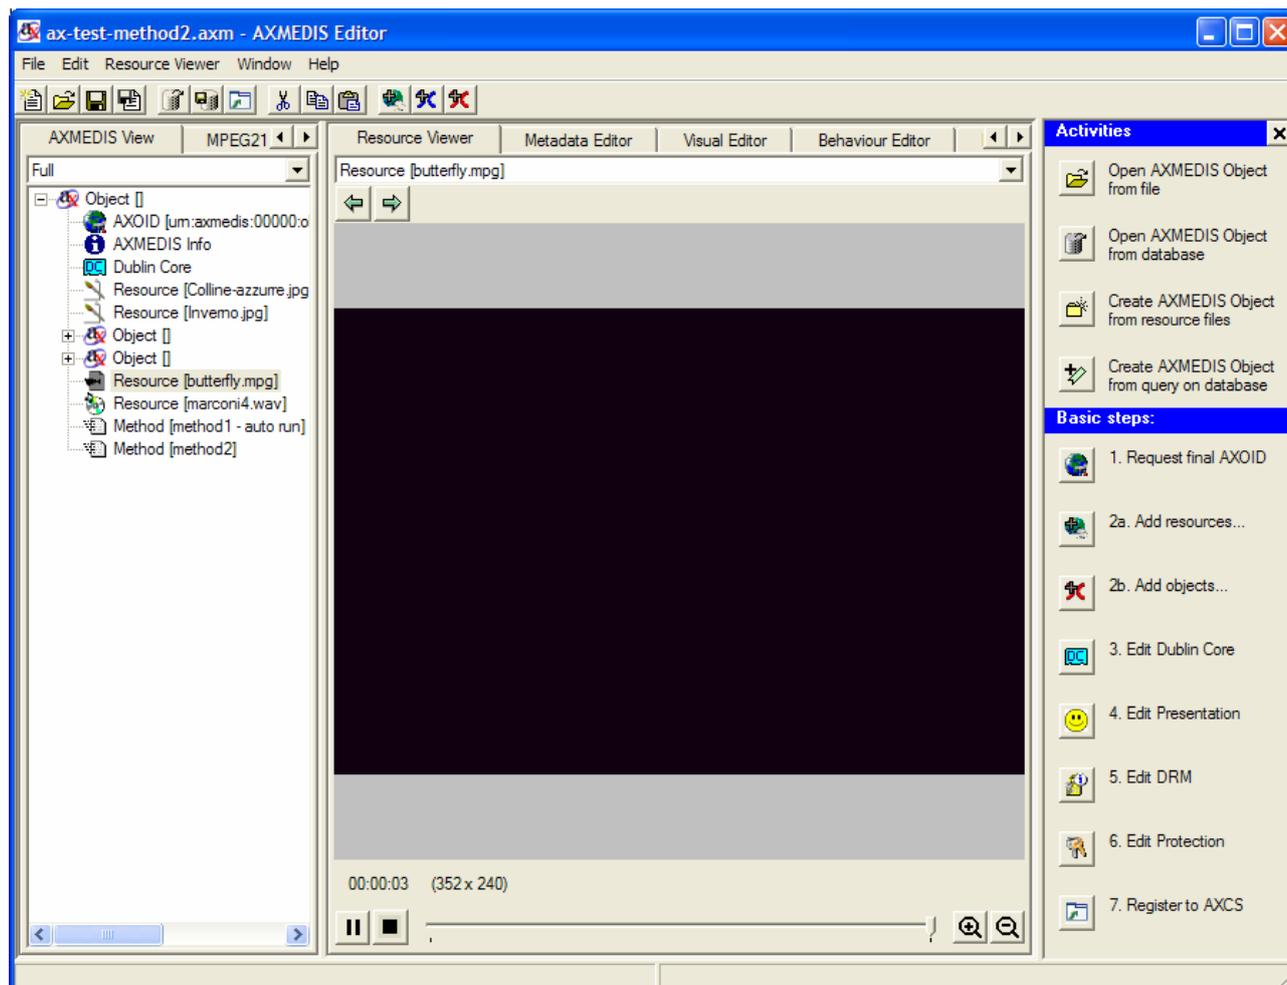 ax-test-method2.axm - AXMEDIS Editor
File Edit Resource Viewer Window Help
AXMEDIS View MPEG21
Full
Object []
AXOID [urn:axmedis:00000:o
AXMEDIS Info
DC Dublin Core
Resource [Colline-azzurre.jpg
Resource [Inverno.jpg]
Object []
Object []
Resource [butterfly.mpg]
Resource [marconi4.wav]
Method [method1 - auto run]
Method [method2]
Resource Viewer Metadata Editor Visual Editor Behaviour Editor
Resource [butterfly.mpg]
00:00:03 (352 x 240)
Activities
Open AXMEDIS Object
from file
Open AXMEDIS Object
from database
Create AXMEDIS Object
from resource files
Create AXMEDIS Object
from query on database
Basic steps:
1. Request final AXOID
2a. Add resources...
2b. Add objects...
DC 3. Edit Dublin Core
4. Edit Presentation
5. Edit DRM
6. Edit Protection
7. Register to AXCS